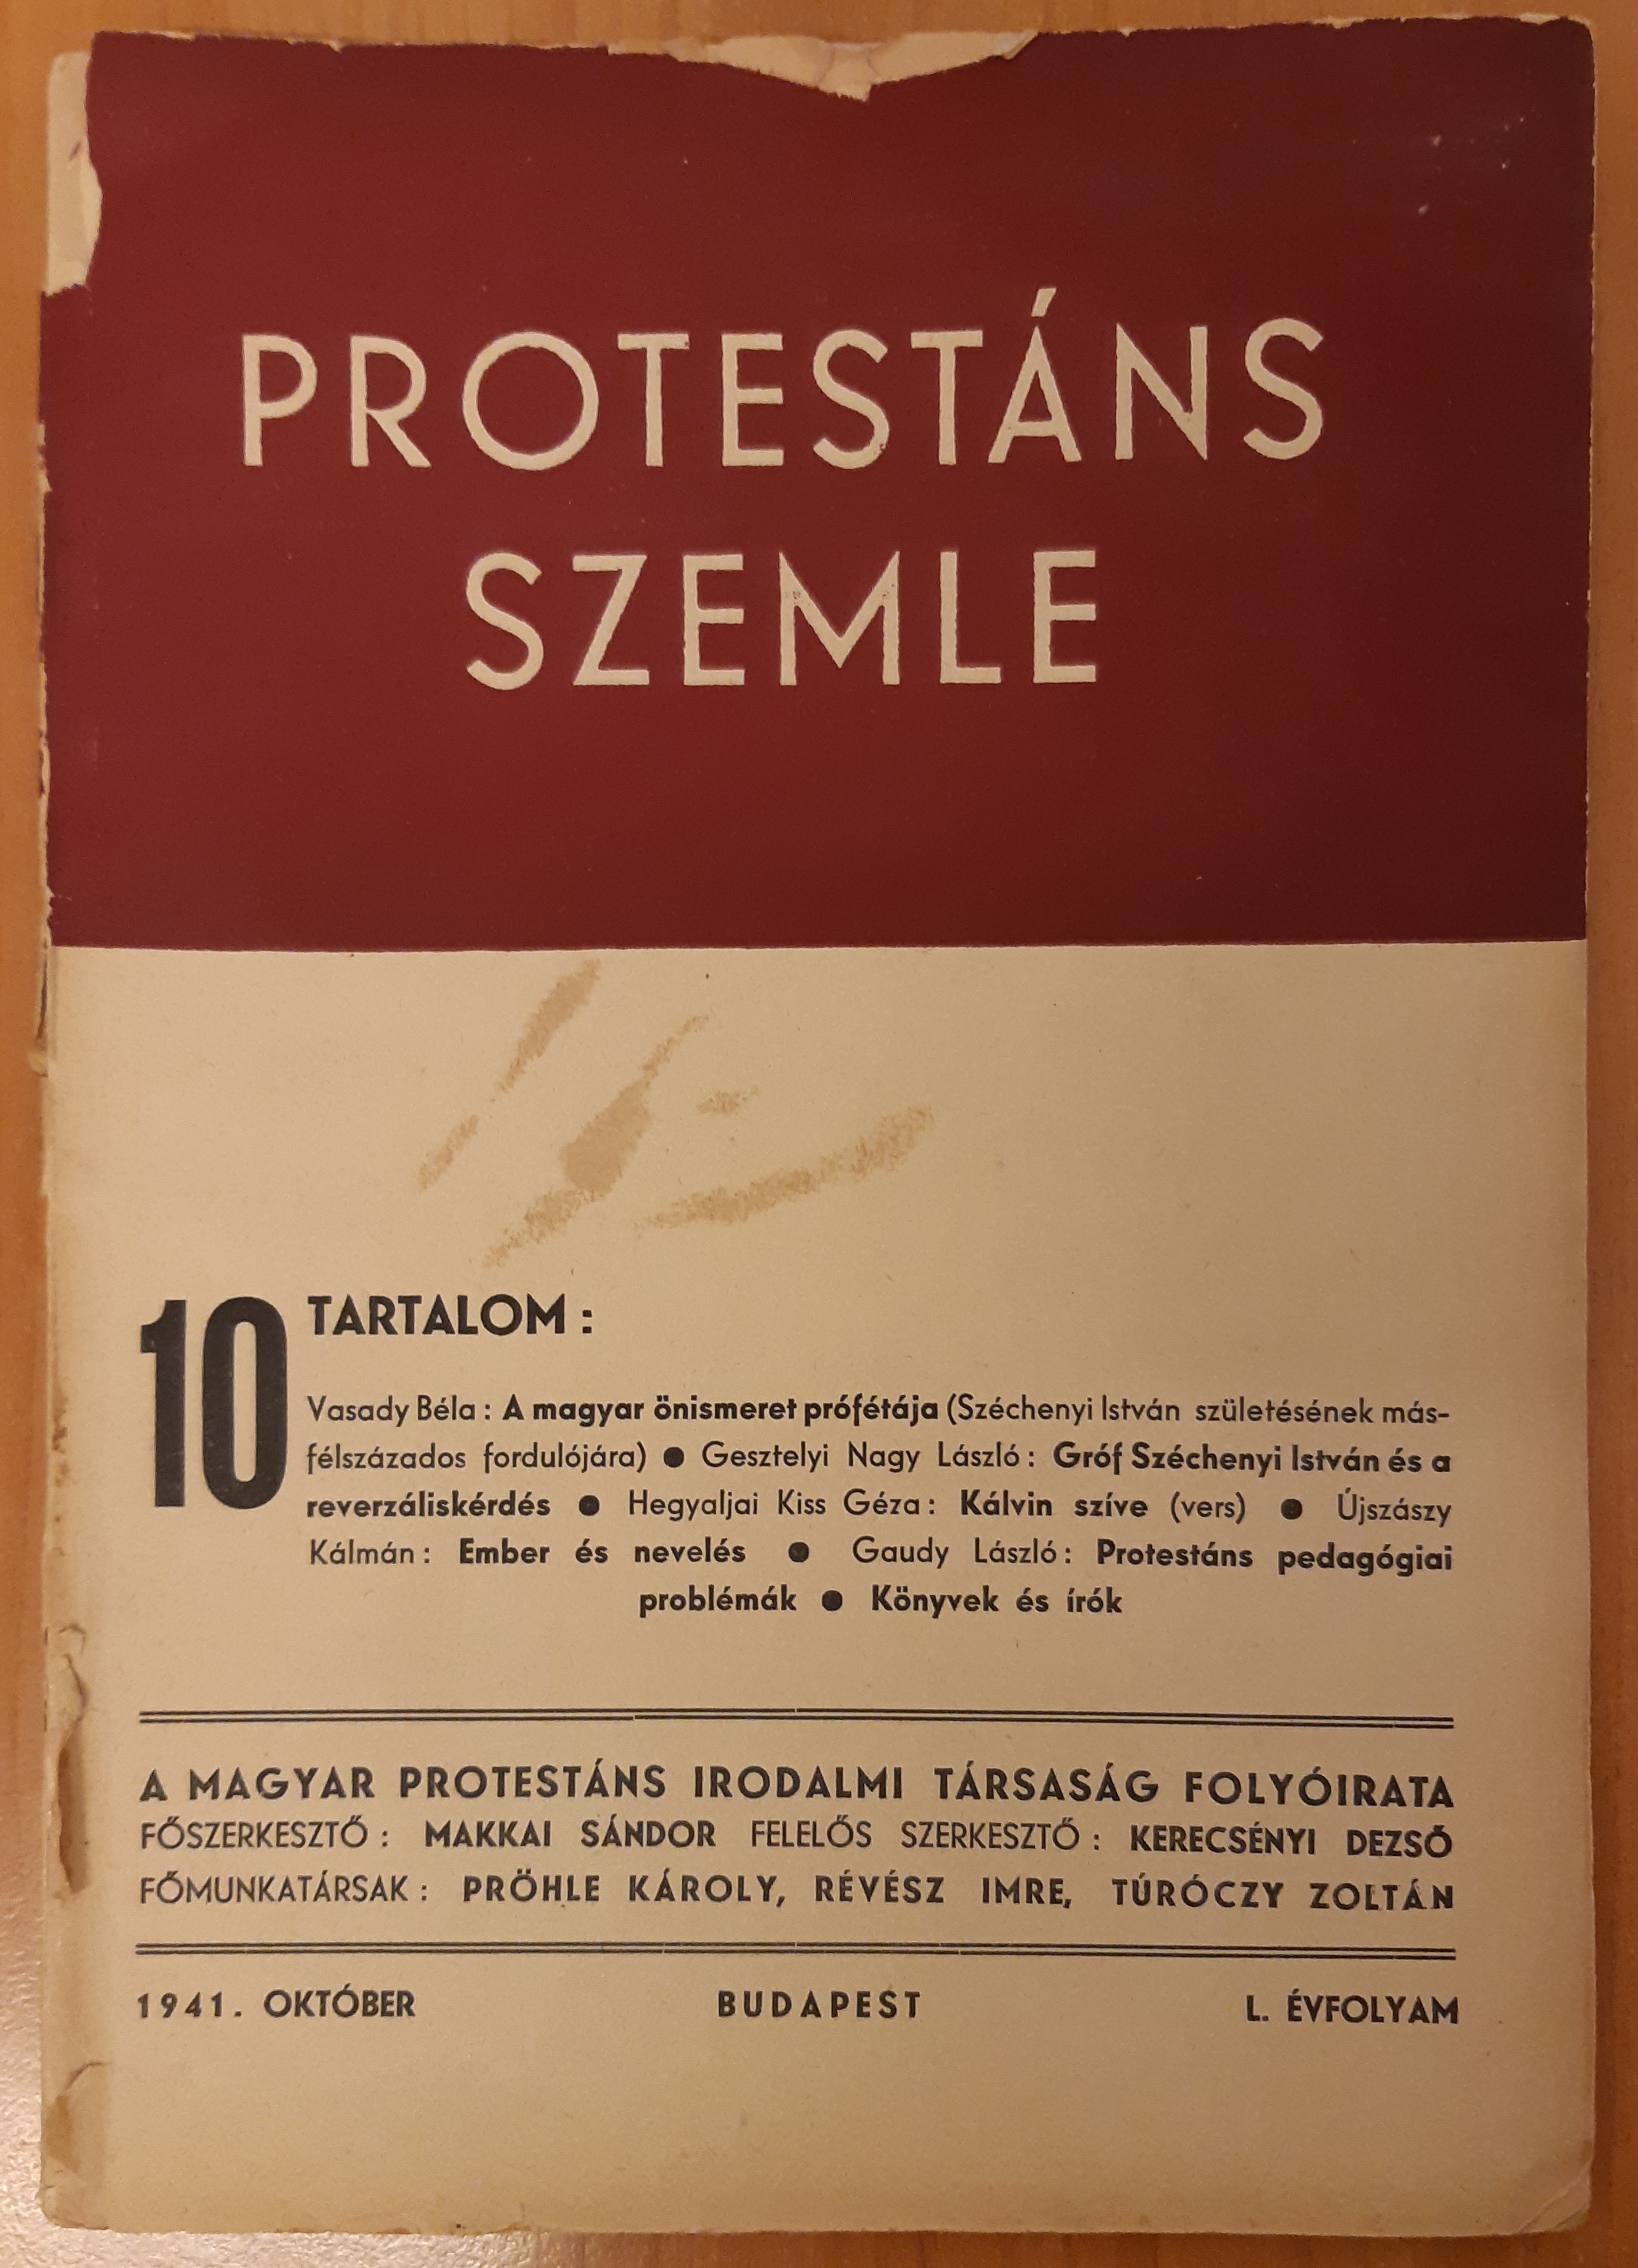 PROTESTÁNS
SZEMLE
10
TARTALOM :
Vasady Béla : A magyar önismeret prófétája (Széchenyi István születésének más-
félszázados fordulójára) ● Gesztelyi Nagy László : Gróf Széchenyi István és a
reverzáliskérdés ● Hegyaljai Kiss Géza : Kálvin szíve (vers) ● Újszászy
Kálmán : Ember és nevelés ● Gaudy László : Protestáns pedagógiai
problémák ● Könyvek és írók
A MAGYAR PROTESTÁNS IRODALMI TÁRSASÁG FOLYÓIRATA
FŐSZERKESZTŐ : MAKKAI SÁNDOR FELELŐS SZERKESZTŐ : KERECSÉNYI DEZSŐ
FŐMUNKATÁRSAK : PRÖHLE KÁROLY, RÉVÉSZ IMRE, TÚRÓCZY ZOLTÁN
1941. OKTÓBER BUDAPEST L. ÉVFOLYAM